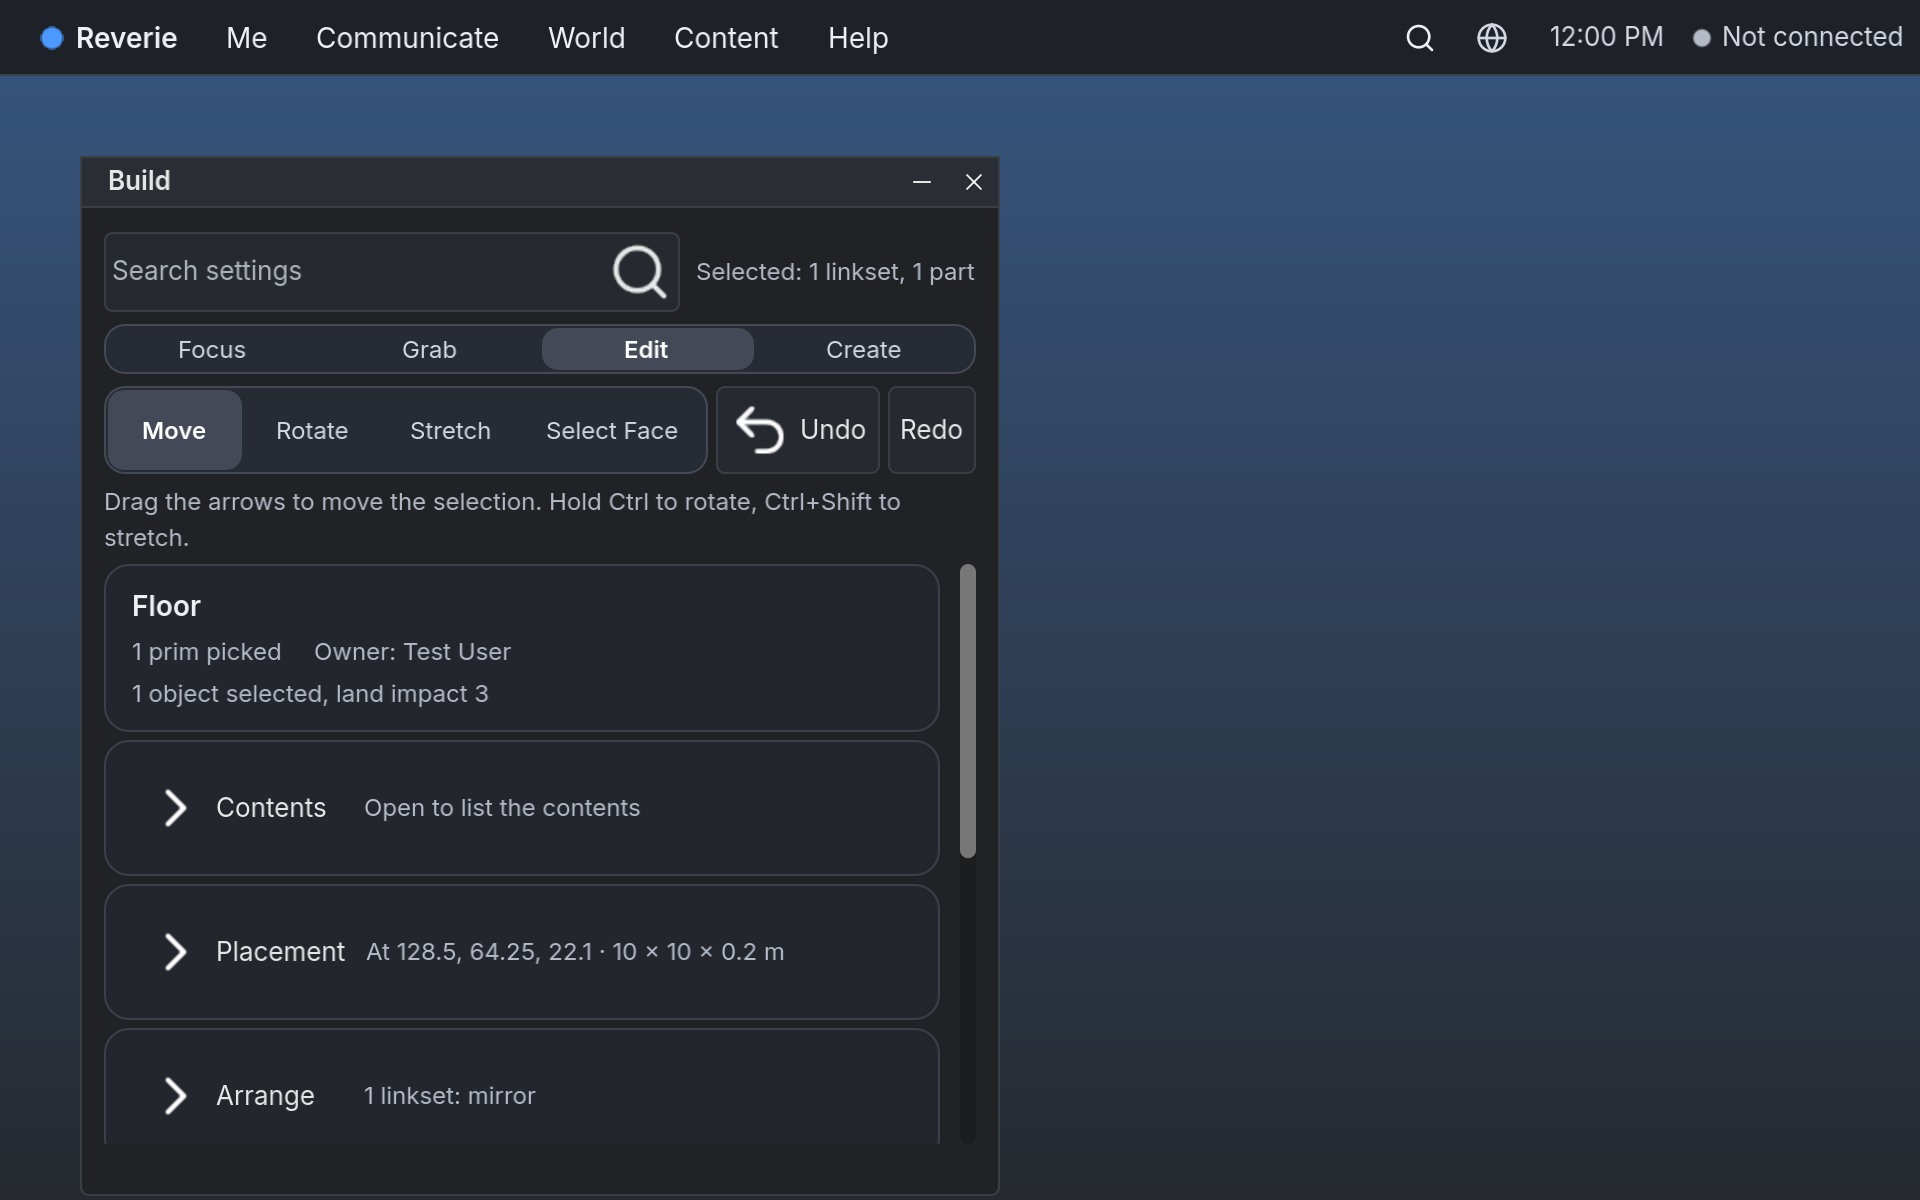 Reverie Me Communicate World Content Help 12:00 PM Not connected
Build
Search settings Selected: 1 linkset, 1 part
Focus Grab Edit Create
Move Rotate Stretch Select Face Undo Redo
Drag the arrows to move the selection. Hold Ctrl to rotate, Ctrl+Shift to
stretch.
Floor
1 prim picked Owner: Test User
1 object selected, land impact 3
Contents Open to list the contents
Placement At 128.5, 64.25, 22.1 · 10 × 10 × 0.2 m
Arrange 1 linkset: mirror